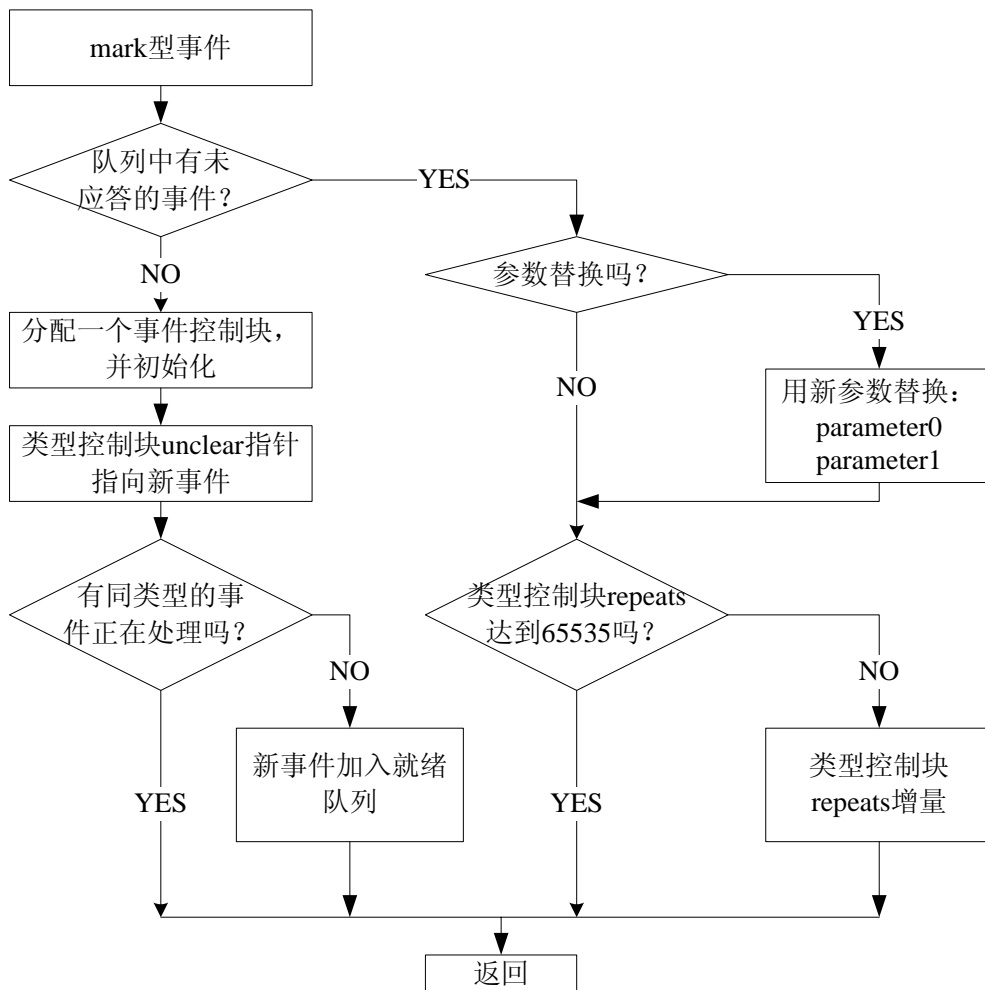 mark型事件
队列中有未
应答的事件?
YES
NO
参数替换吗?
YES
分配一个事件控制块,
并初始化
NO
用新参数替换:
parameter0
parameter1
类型控制块unclear指针
指向新事件
有同类型的事
件正在处理吗?
类型控制块repeats
达到65535吗?
NO
NO
新事件加入就绪
队列
类型控制块
repeats增量
YES
YES
返回